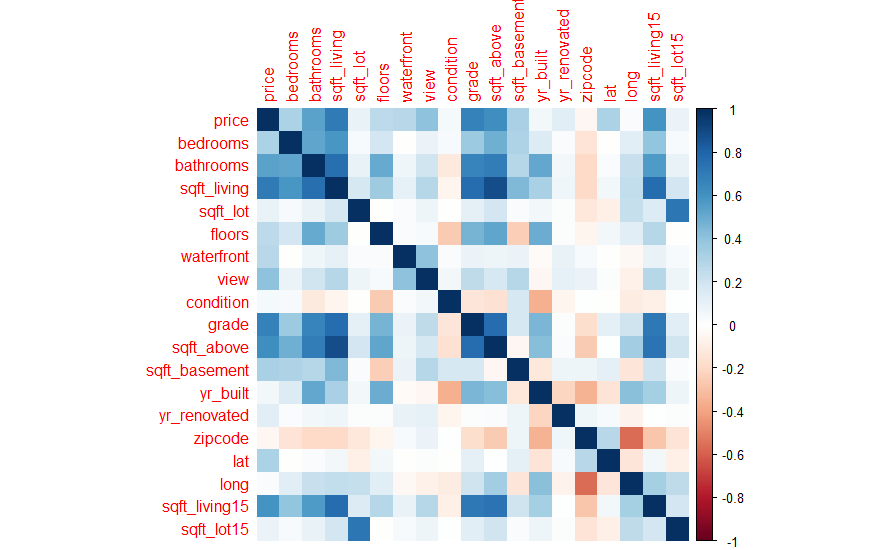 price
bedrooms
bathrooms
sqft_living
sqft_lot
floors
waterfront
view
condition
grade
sqft_above
sqft_basement
yr_built
yr_renovated
zipcode
lat
long
sqft_living15
sqft_lot15
price
bedrooms
bathrooms
sqft_living
sqft_lot
floors
waterfront
view
condition
grade
sqft_above
sqft_basement
yr_built
yr_renovated
zipcode
lat
long
sqft_living15
sqft_lot15
1
0.8
0.6
0.4
0.2
0
-0.2
-0.4
-0.6
-0.8
-1